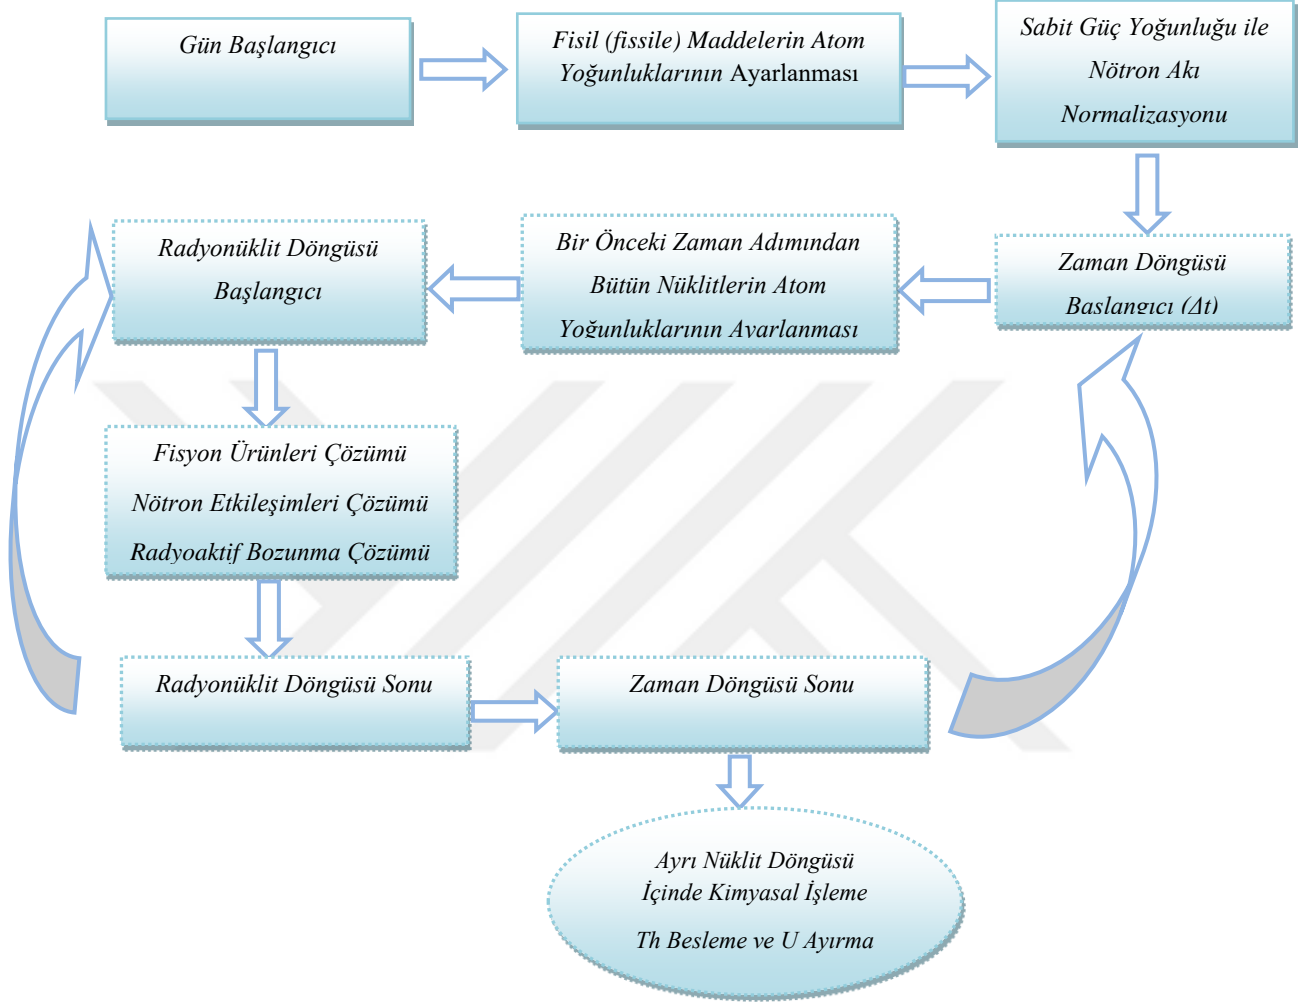 Gün Başlangıcı
Fisil (fissile) Maddelerin Atom
Yoğunluklarının Ayarlanması
Sabit Güç Yoğunluğu ile
Nötron Akı
Normalizasyonu
Zaman Döngüsü
Başlangıcı (Δt)
Bir Önceki Zaman Adımından
Bütün Nüklitlerin Atom
Yoğunluklarının Ayarlanması
Radyonüklit Döngüsü
Başlangıcı
Fisyon Ürünleri Çözümü
Nötron Etkileşimleri Çözümü
Radyoaktif Bozunma Çözümü
Radyonüklit Döngüsü Sonu
Zaman Döngüsü Sonu
Ayrı Nüklit Döngüsü
İçinde Kimyasal İşleme
Th Besleme ve U Ayırma